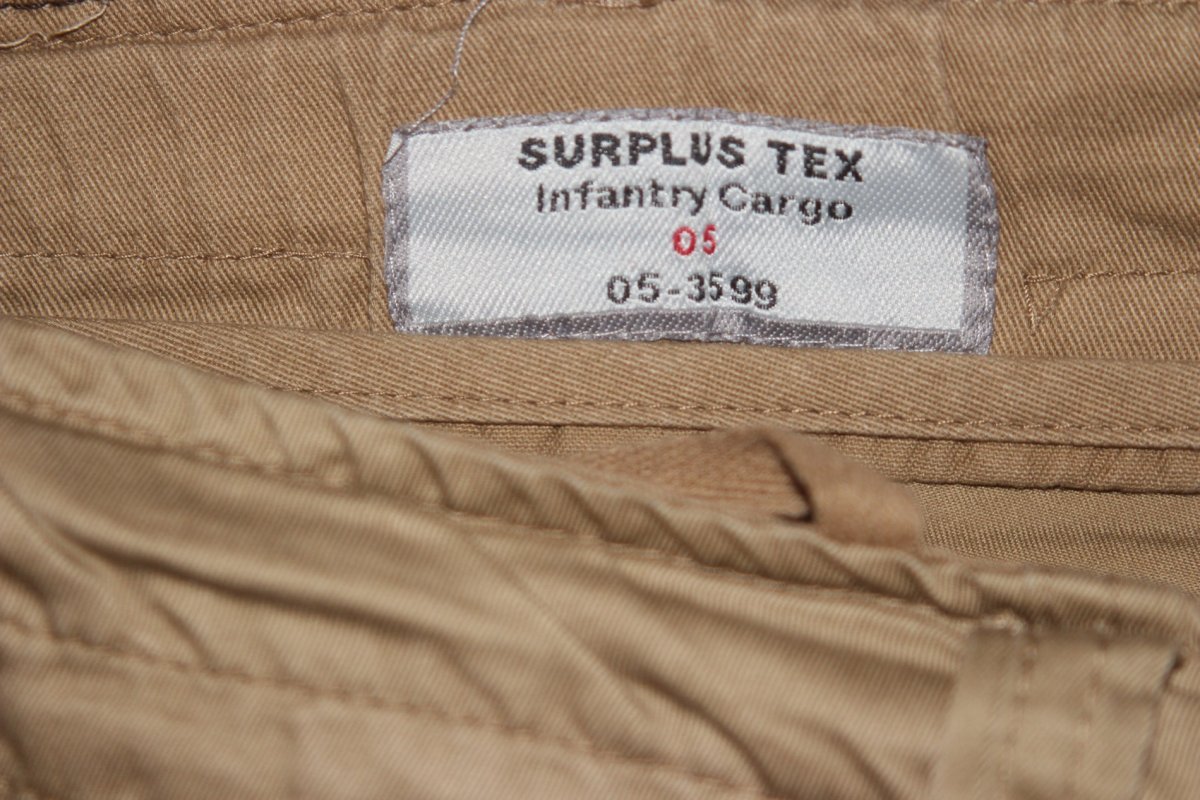 SURPLUS TEX
Infantry Cargo
05
05-3599